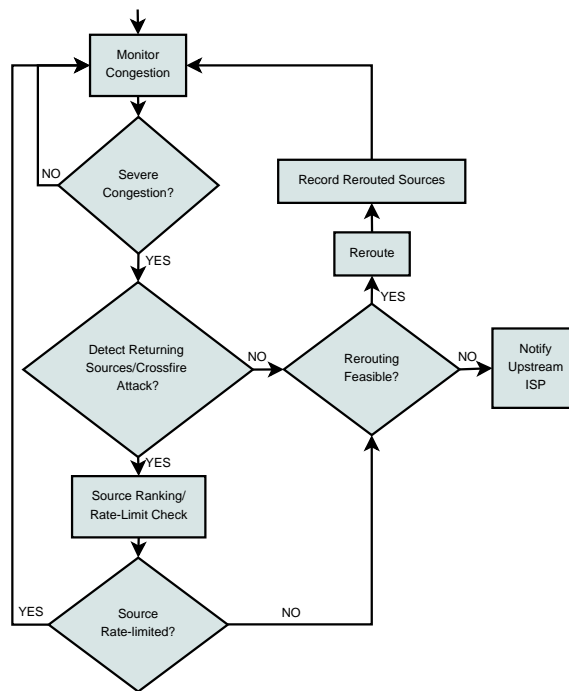 Monitor
Congestion
NO
Severe
Congestion?
YES
Record Rerouted Sources
Reroute
YES
Detect Returning
Sources/Crossfire
Attack?
NO
Rerouting
Feasible?
NO
Notify
Upstream
ISP
YES
Source Ranking/
Rate-Limit Check
YES
Source
Rate-limited?
NO